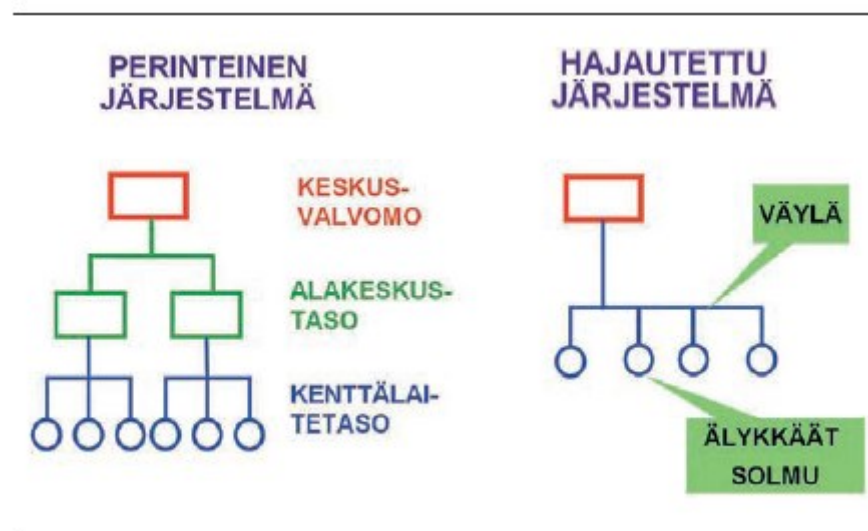 PERINTEINEN
JÄRJESTELMÄ
HAJAUTETTU
JÄRJESTELMÄ
KESKUS-
VALVOMO
VÄYLÄ
ALAKESKUS-
TASO
KENTTÄLAI-
TETASO
ÄLYKKÄÄT
SOLMU